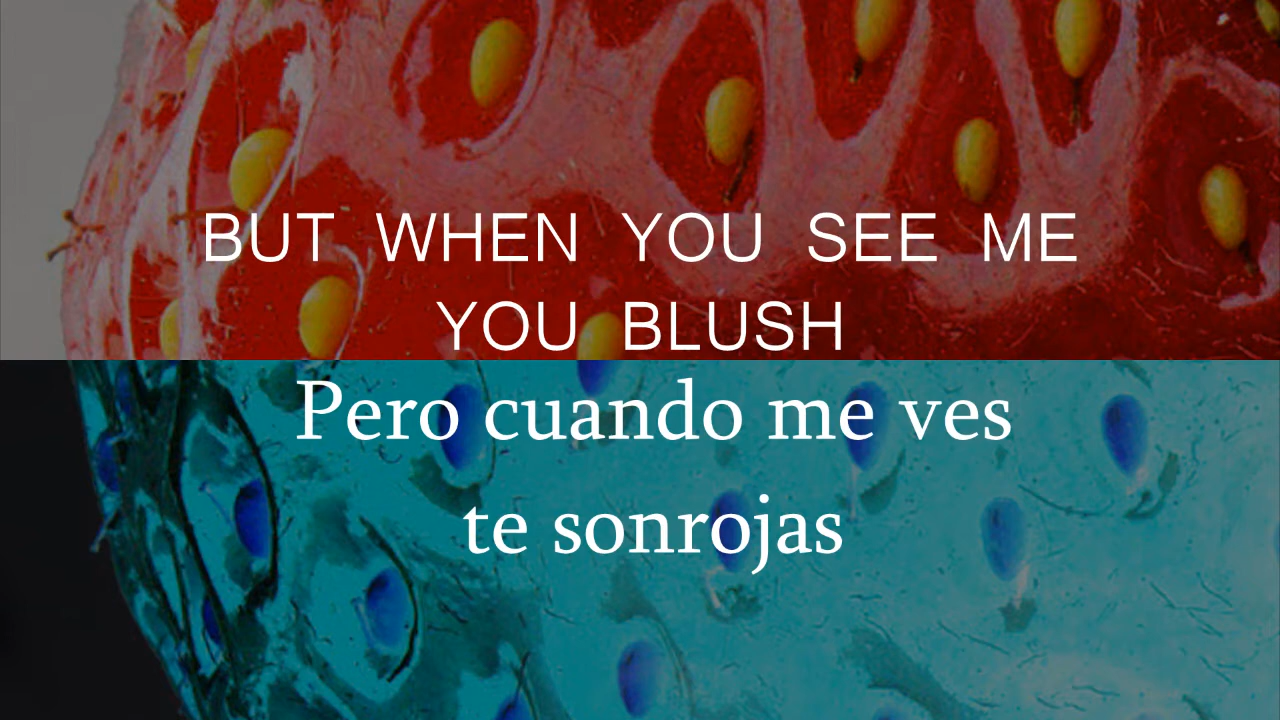 BUT WHEN YOU SEE ME
YOU BLUSH
Pero cuando me ves
te sonrojas